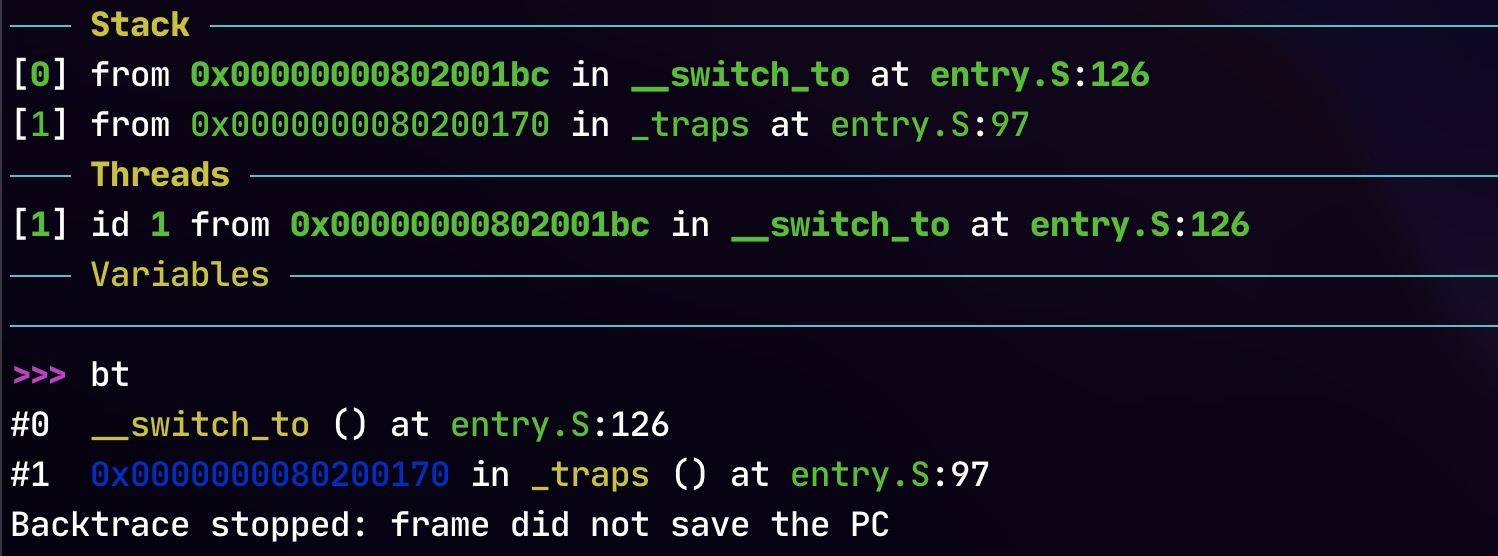 Stack
[0] from 0x00000000802001bc in __switch_to at entry.S:126
[1] from 0x0000000080200170 in _traps at entry.S:97
Threads
[1] id 1 from 0x00000000802001bc in __switch_to at entry.S:126
Variables
>>> bt
#0  __switch_to () at entry.S:126
#1  0x0000000080200170 in _traps () at entry.S:97
Backtrace stopped: frame did not save the PC